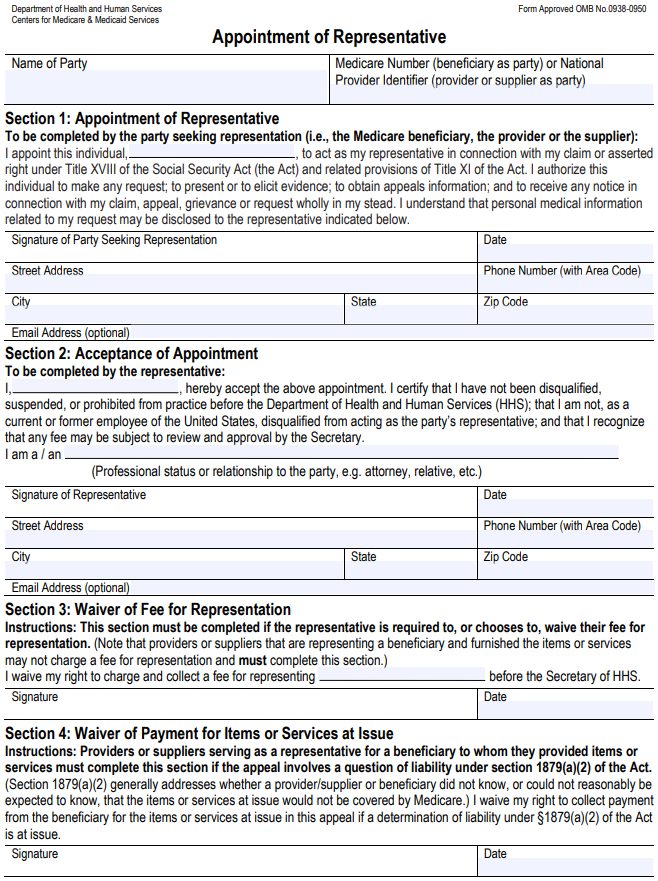 Department of Health and Human Services
Centers for Medicare & Medicaid Services
Form Approved OMB No.0938-0950
Appointment of Representative
Name of Party
Medicare Number (beneficiary as party) or National
Provider Identifier (provider or supplier as party)
Section 1: Appointment of Representative
To be completed by the party seeking representation (i.e., the Medicare beneficiary, the provider or the supplier):
I appoint this individual, , to act as my representative in connection with my claim or asserted
right under Title XVIII of the Social Security Act (the Act) and related provisions of Title XI of the Act. I authorize this
individual to make any request; to present or to elicit evidence; to obtain appeals information; and to receive any notice in
connection with my claim, appeal, grievance or request wholly in my stead. I understand that personal medical information
related to my request may be disclosed to the representative indicated below.
Signature of Party Seeking Representation
Date
Street Address
Phone Number (with Area Code)
City
State
Zip Code
Email Address (optional)
Section 2: Acceptance of Appointment
To be completed by the representative:
I, , hereby accept the above appointment. I certify that I have not been disqualified,
suspended, or prohibited from practice before the Department of Health and Human Services (HHS); that I am not, as a
current or former employee of the United States, disqualified from acting as the party's representative; and that I recognize
that any fee may be subject to review and approval by the Secretary.
I am a / an
(Professional status or relationship to the party, e.g. attorney, relative, etc.)
Signature of Representative
Date
Street Address
Phone Number (with Area Code)
City
State
Zip Code
Email Address (optional)
Section 3: Waiver of Fee for Representation
Instructions: This section must be completed if the representative is required to, or chooses to, waive their fee for
representation. (Note that providers or suppliers that are representing a beneficiary and furnished the items or services
may not charge a fee for representation and must complete this section.)
I waive my right to charge and collect a fee for representing before the Secretary of HHS.
Signature
Date
Section 4: Waiver of Payment for Items or Services at Issue
Instructions: Providers or suppliers serving as a representative for a beneficiary to whom they provided items or
services must complete this section if the appeal involves a question of liability under section 1879(a)(2) of the Act.
(Section 1879(a)(2) generally addresses whether a provider/supplier or beneficiary did not know, or could not reasonably be
expected to know, that the items or services at issue would not be covered by Medicare.) I waive my right to collect payment
from the beneficiary for the items or services at issue in this appeal if a determination of liability under §1879(a)(2) of the Act
is at issue.
Signature
Date